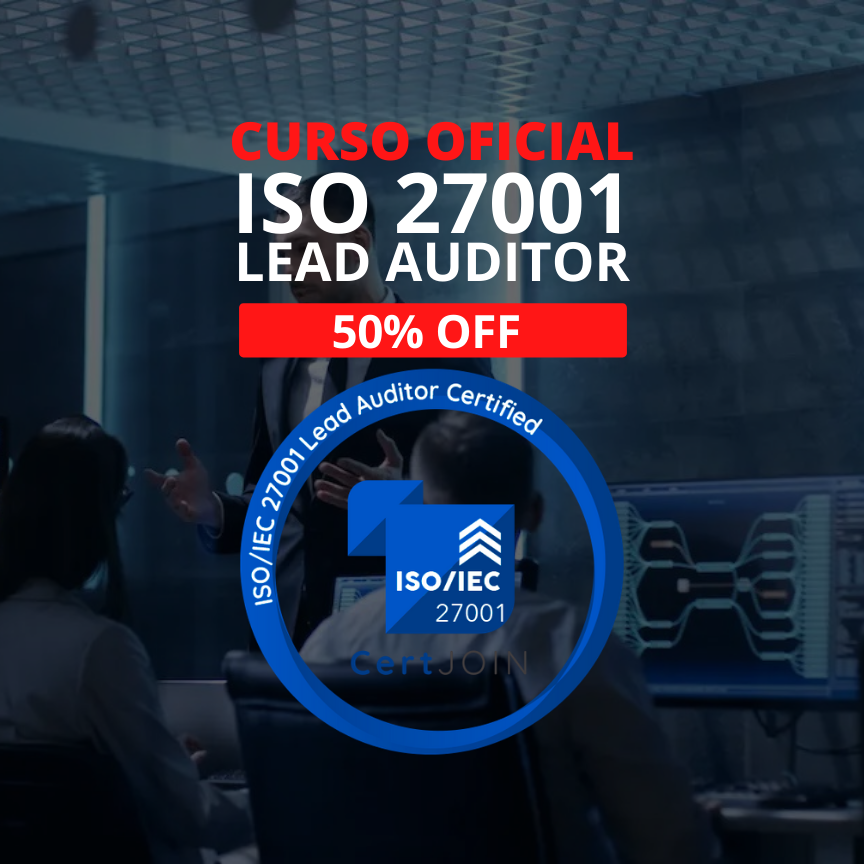 CURSO OFICIAL
ISO 27001
LEAD AUDITOR
50% OFF
ISO/IEC 27001 Lead Auditor Certified
ISO/IEC
27001
CertJOIN